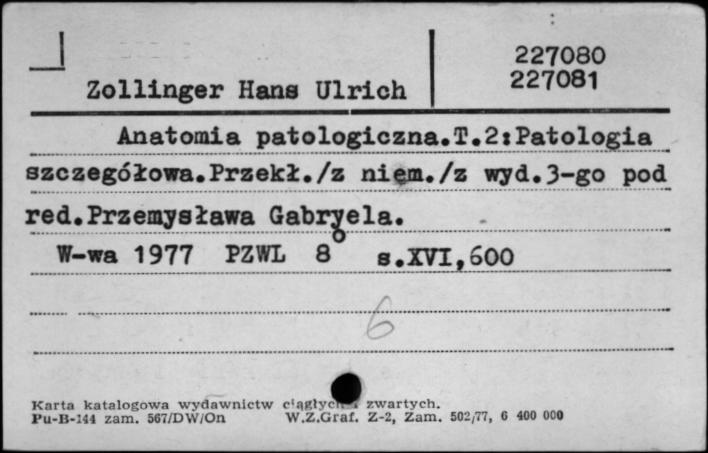 227080
Zollinger Hans Ulrich
227081
Anatomia patologiczna.T.2:Patologia
szczegółowa.Przekł./z niem./z wyd.3-go pod
red.Przemysława Gabryela.
W-wa 1977 PZWL 8° s.XVI,600
6
Karta katalogowa wydawnictw ciągłych i zwartych.
Pu-B-144 zam. 567/DW/On W.Z.Graf. Z-2, Zam. 502/77, 6 400 000